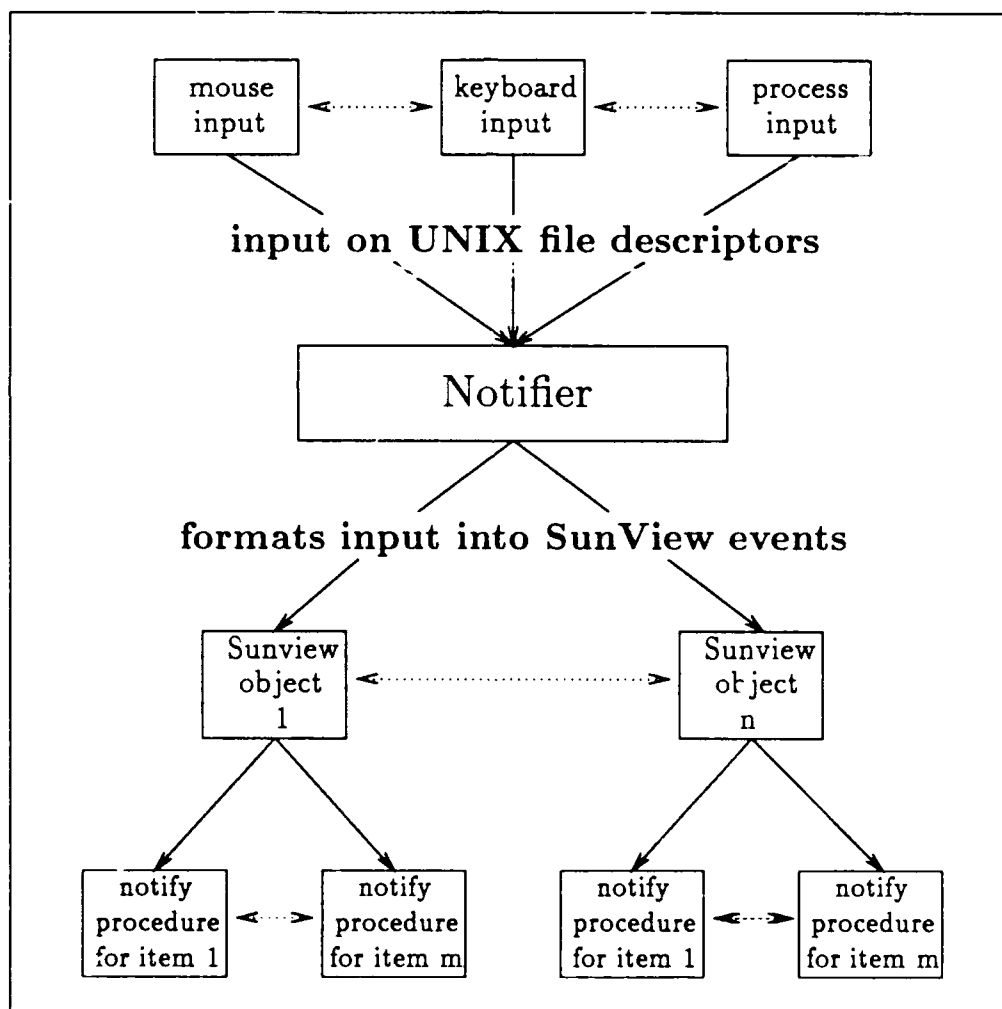 mouse
input
keyboard
input
process
input
input on UNIX file descriptors
Notifier
formats input into SunView events
Sunview
object
1
Sunview
object
n
notify
procedure
for item 1
notify
procedure
for item m
notify
procedure
for item 1
notify
procedure
for item m